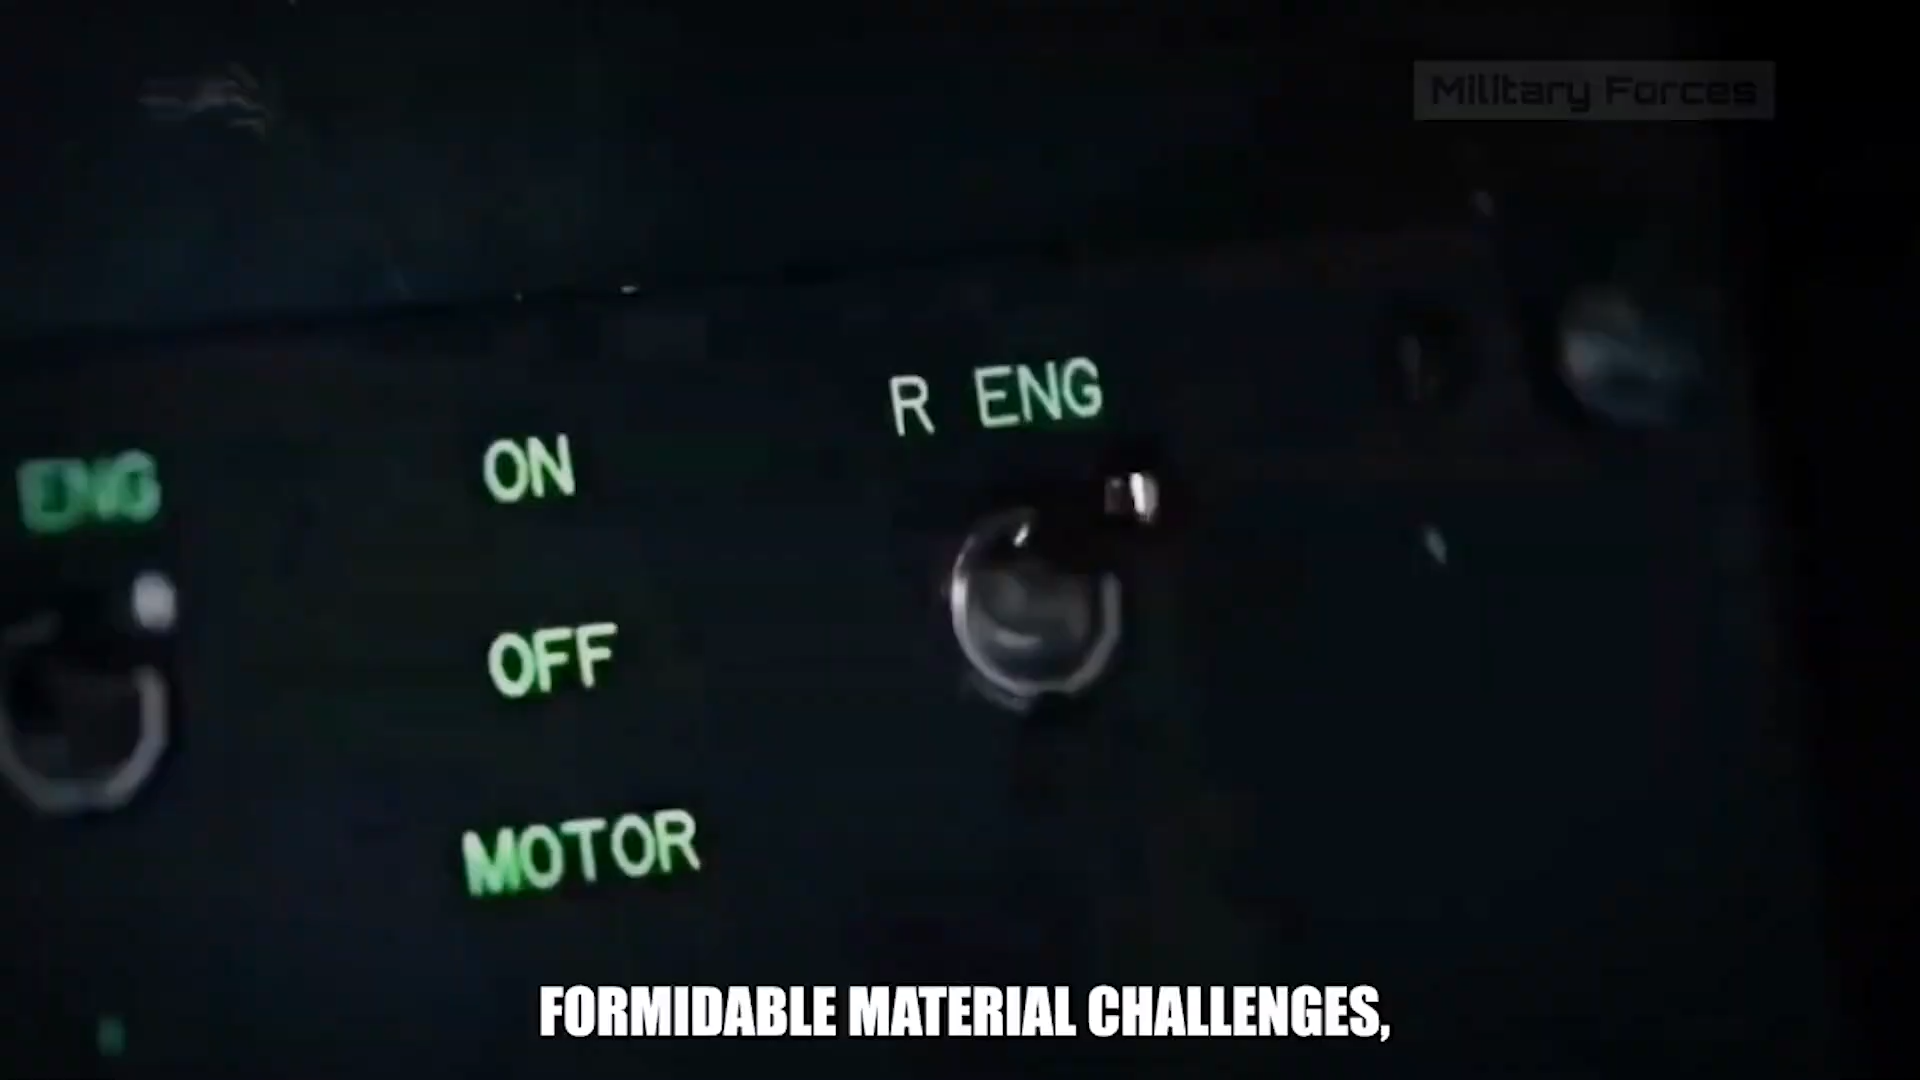 Military Forces
R ENG
ENG
ON
OFF
MOTOR
FORMIDABLE MATERIAL CHALLENGES,